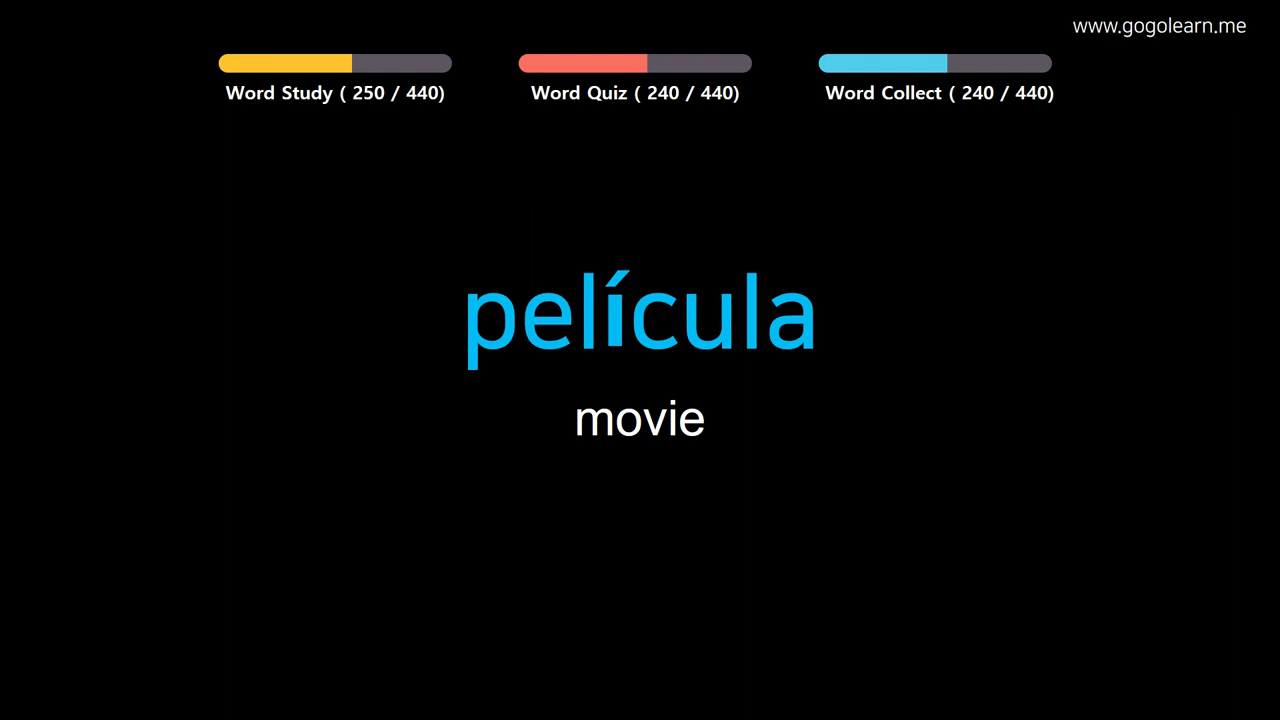 www.gogolearn.me
Word Study ( 250 / 440)
Word Quiz ( 240 / 440)
Word Collect ( 240 / 440)
película
movie